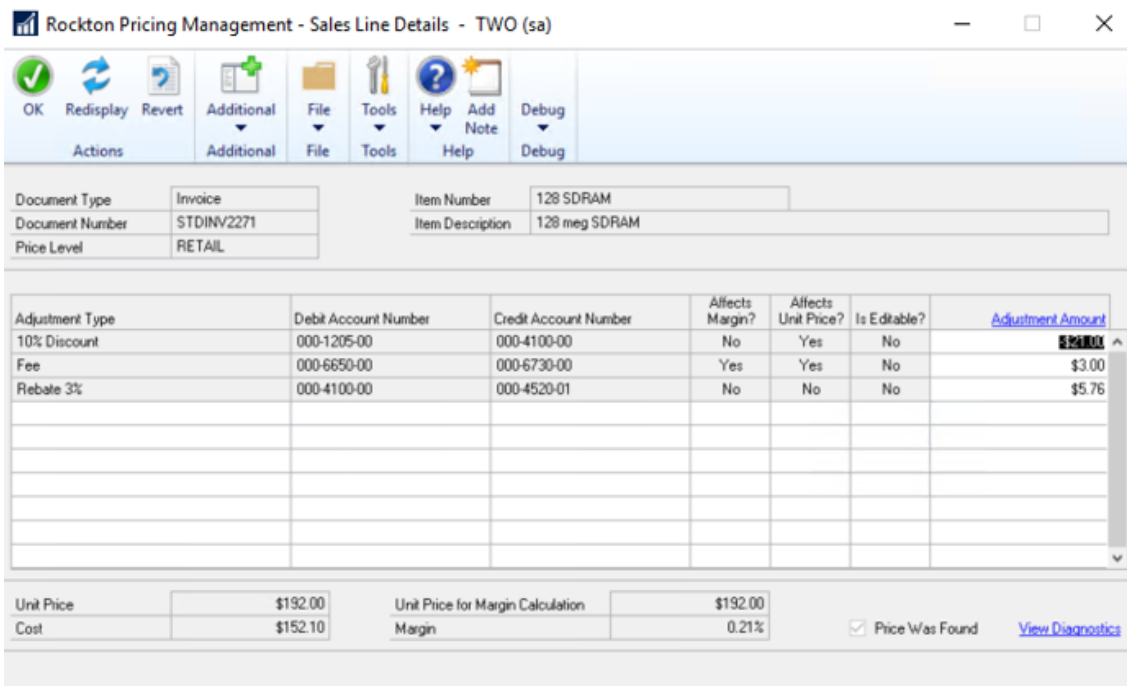 Rockton Pricing Management - Sales Line Details - TWO (sa)
OK Redisplay Revert Additional File Tools Help Add Note Debug
Actions Additional File Tools Help Debug
Document Type Invoice Item Number 128 SDRAM
Document Number STDINV2271 Item Description 128 meg SDRAM
Price Level RETAIL
Adjustment Type Debit Account Number Credit Account Number Affects Margin? Affects Unit Price? Is Editable? Adjustment Amount
10% Discount 000-1205-00 000-4100-00 No Yes No -$21.00
Fee 000-6650-00 000-6730-00 Yes Yes No $3.00
Rebate 3% 000-4100-00 000-4520-01 No No No $5.76
Unit Price $192.00 Unit Price for Margin Calculation $192.00
Cost $152.10 Margin 0.21% Price Was Found View Diagnostics